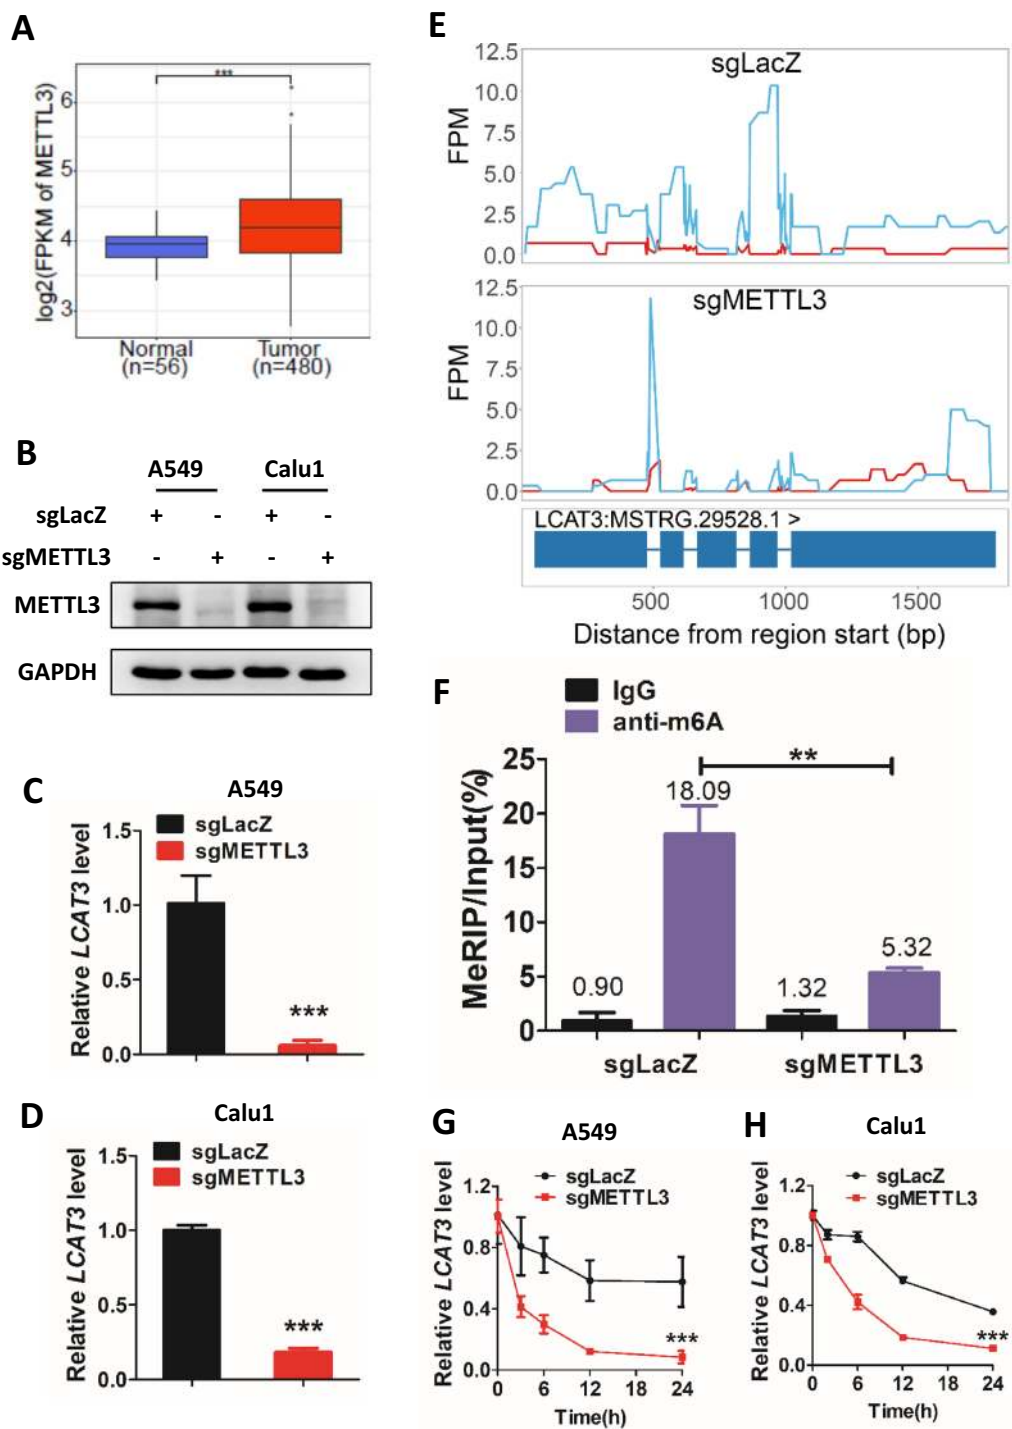 A
***
log2(FPKM of METTL3)
6
5
4
3
Normal
(n=56)
Tumor
(n=480)
B
A549
Calu1
sgLacZ
+
-
+
-
sgMETTL3
-
+
-
+
METTL3
GAPDH
C
A549
sgLacZ
sgMETTL3
Relative LCAT3 level
1.5
1.0
0.5
0.0
***
D
Calu1
sgLacZ
sgMETTL3
Relative LCAT3 level
1.5
1.0
0.5
0.0
***
E
sgLacZ
FPM
12.5
10.0
7.5
5.0
2.5
0.0
sgMETTL3
FPM
12.5
10.0
7.5
5.0
2.5
0.0
LCAT3:MSTRG.29528.1 >
500
1000
1500
Distance from region start (bp)
F
IgG
anti-m6A
MeRIP/Input(%)
25
20
15
10
5
0
**
0.90
18.09
1.32
5.32
sgLacZ
sgMETTL3
G
A549
sgLacZ
sgMETTL3
Relative LCAT3 level
1.2
0.8
0.4
0.0
***
0
6
12
18
24
Time(h)
H
Calu1
sgLacZ
sgMETTL3
Relative LCAT3 level
1.2
0.8
0.4
0.0
***
0
6
12
18
24
Time(h)